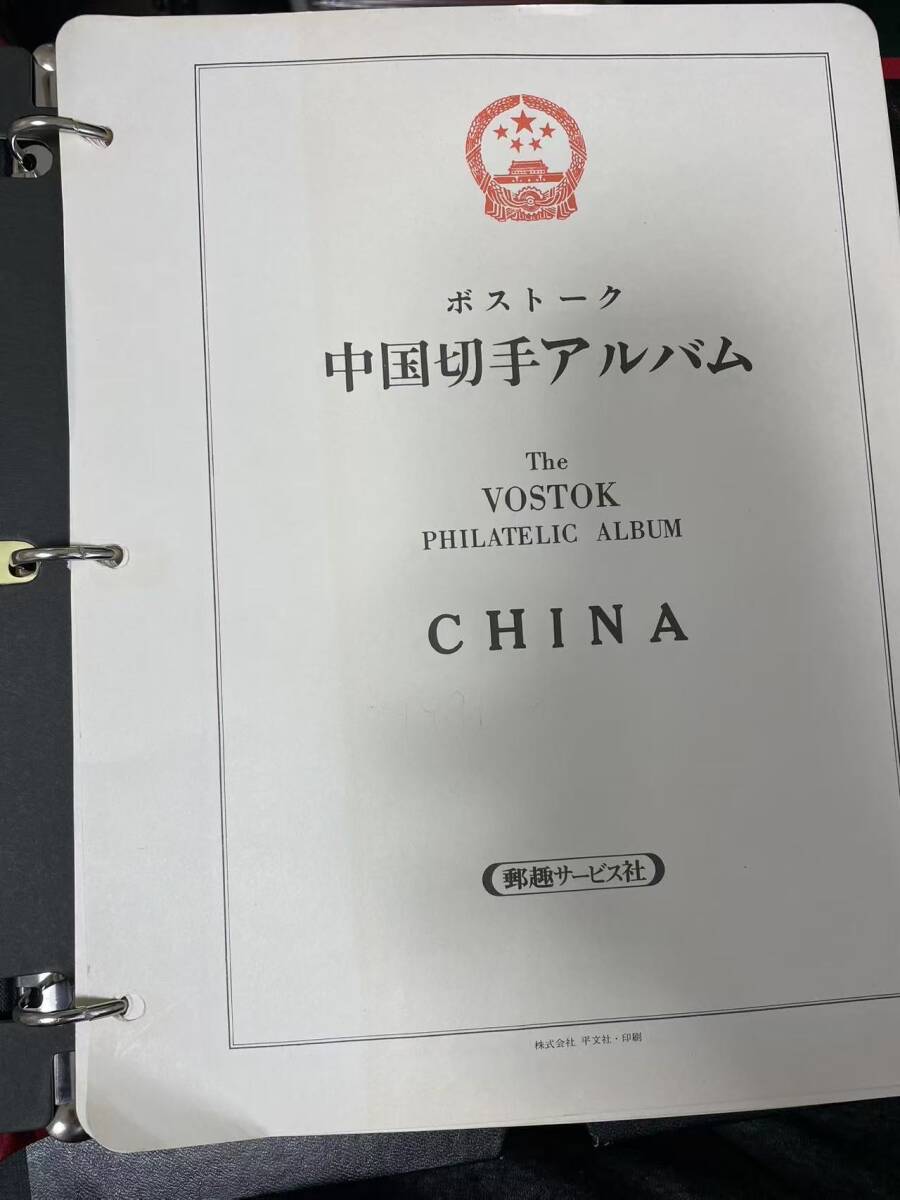 ボストーク
中国切手アルバム
The
VOSTOK
PHILATELIC ALBUM
CHINA
郵趣サービス社
株式会社 平文社・印刷